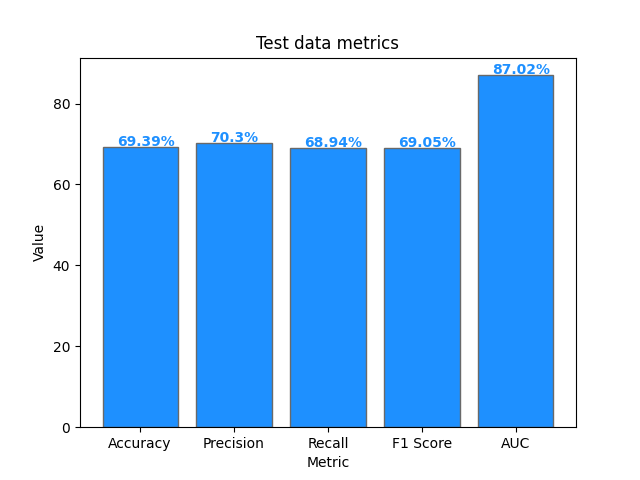 Test data metrics
87.02%
69.39%
70.3%
68.94%
69.05%
80
60
40
20
0
Value
Accuracy
Precision
Recall
F1 Score
AUC
Metric